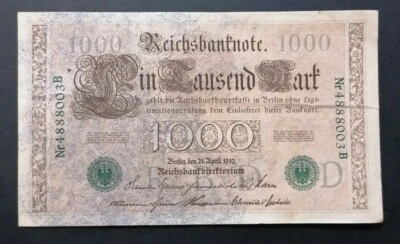 1000 Reichsbanknote. 1000
Ein Tausend Mark
zahlt die Reichsbankhauptkasse in Berlin ohne Legi-
timationsprüfung dem Einlieferer dieser Banknote.
Nr4888003B
Nr4888003B
1000
Berlin, den 21. April 1910.
Reichsbankdirektorium
D